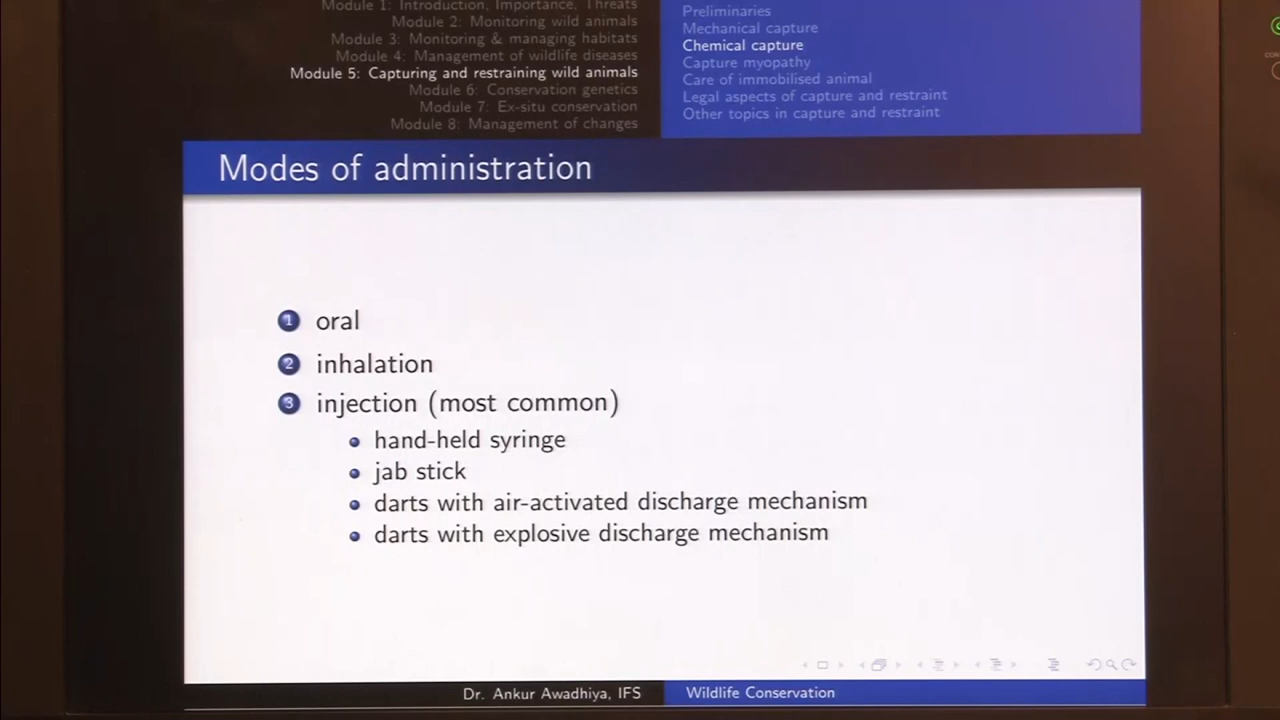 Module 1: Introduction, Importance, Threats
Module 2: Monitoring wild animals
Module 3: Monitoring & managing habitats
Module 4: Management of wildlife diseases
Module 5: Capturing and restraining wild animals
Module 6: Conservation genetics
Module 7: Ex-situ conservation
Module 8: Management of changes
Preliminaries
Mechanical capture
Chemical capture
Capture myopathy
Care of immobilised animal
Legal aspects of capture and restraint
Other topics in capture and restraint
Modes of administration
1 oral
2 inhalation
3 injection (most common)
hand-held syringe
jab stick
darts with air-activated discharge mechanism
darts with explosive discharge mechanism
Dr. Ankur Awadhiya, IFS
Wildlife Conservation